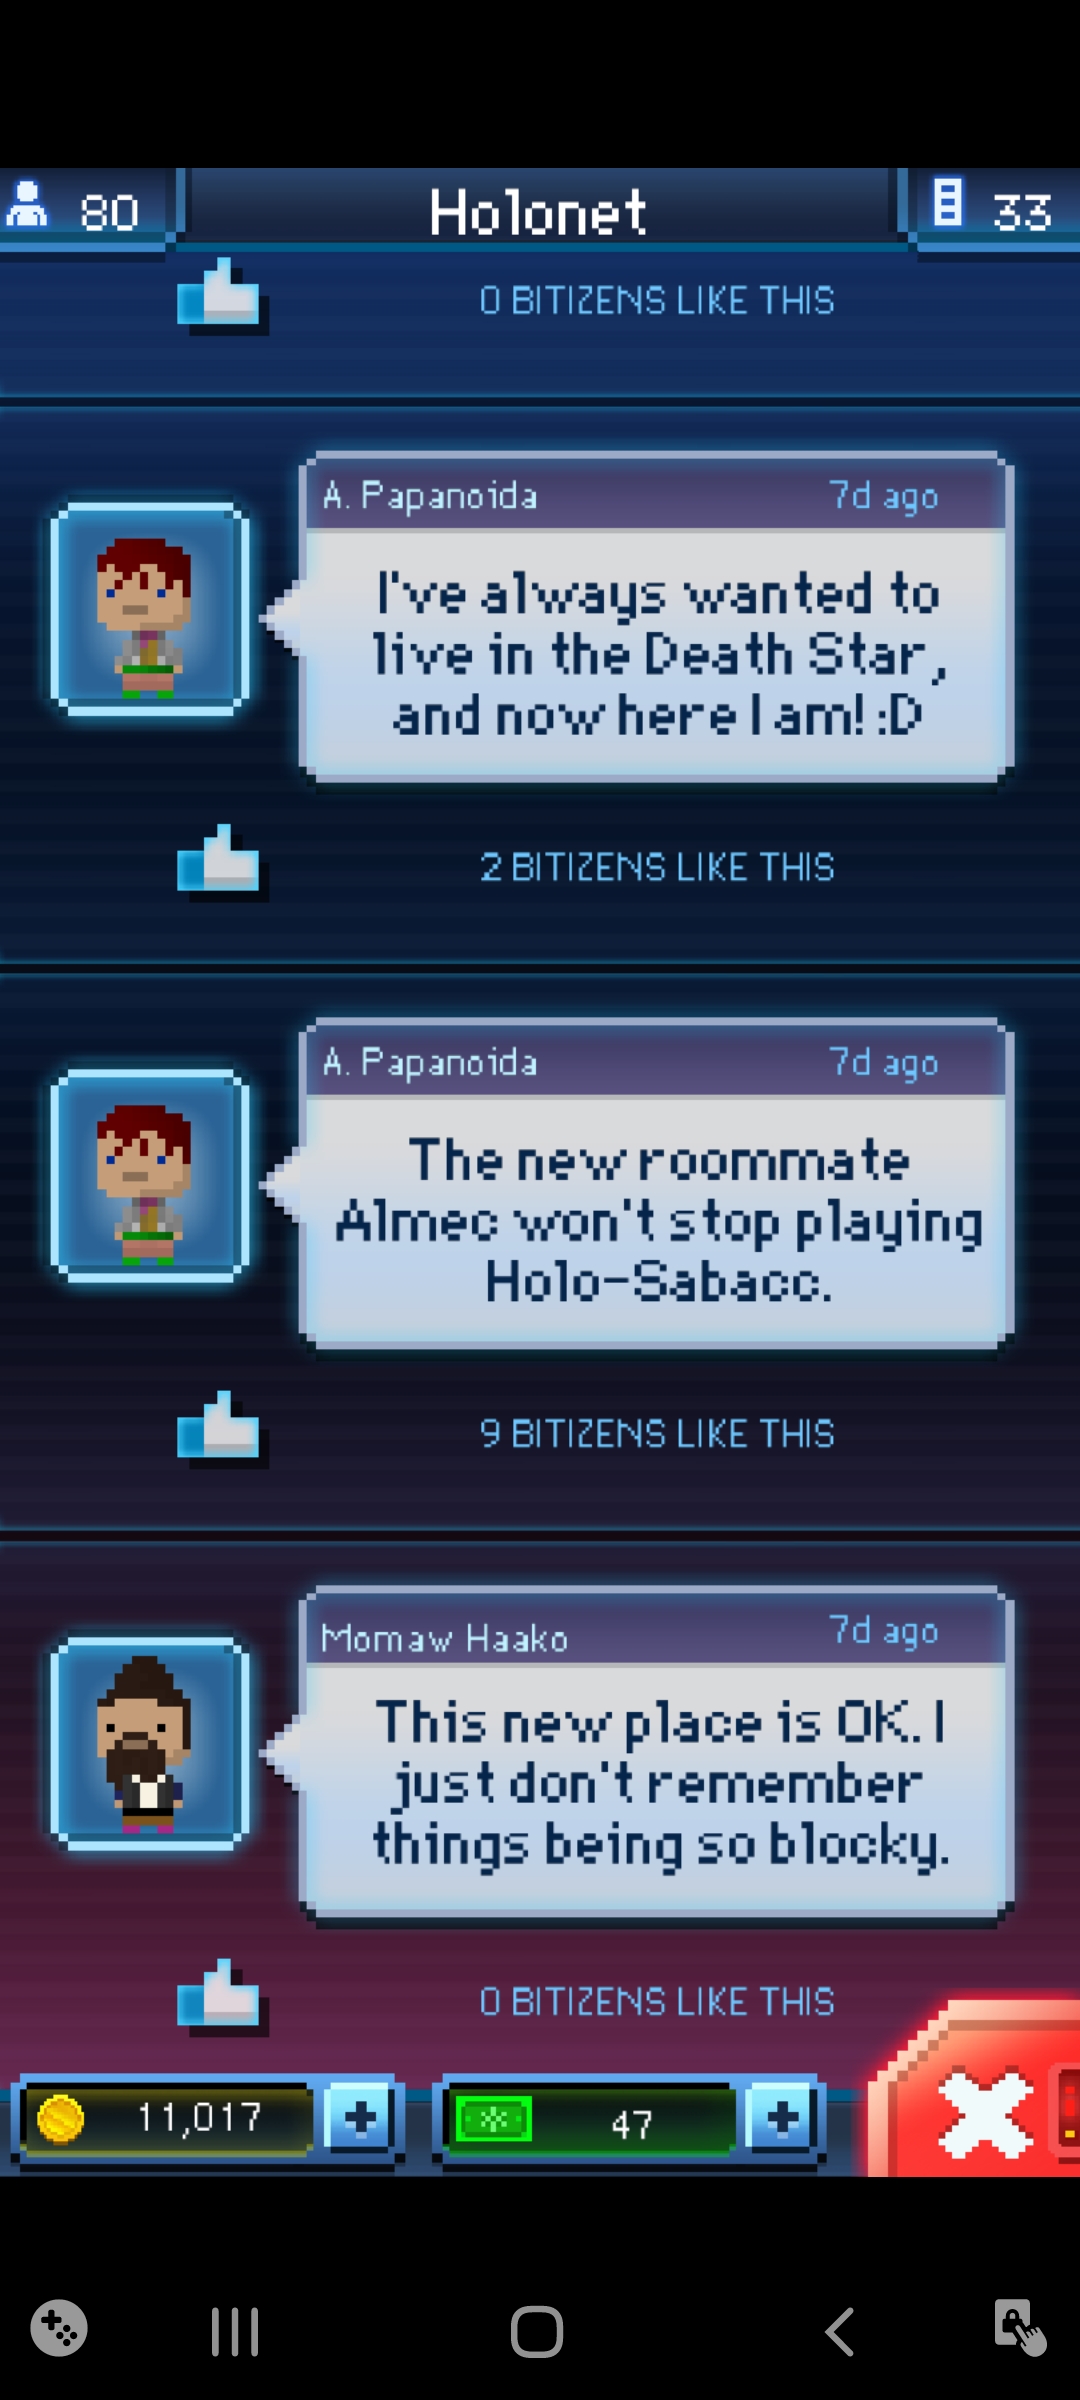 80
Holonet
33
0 BITIZENS LIKE THIS
A. Papanoida
7d ago
I've always wanted to
live in the Death Star,
and now here I am! :D
2 BITIZENS LIKE THIS
A. Papanoida
7d ago
The new roommate
Almec won't stop playing
Holo-Sabacc.
9 BITIZENS LIKE THIS
Momaw Haako
7d ago
This new place is OK. I
just don't remember
things being so blocky.
0 BITIZENS LIKE THIS
11,017
47